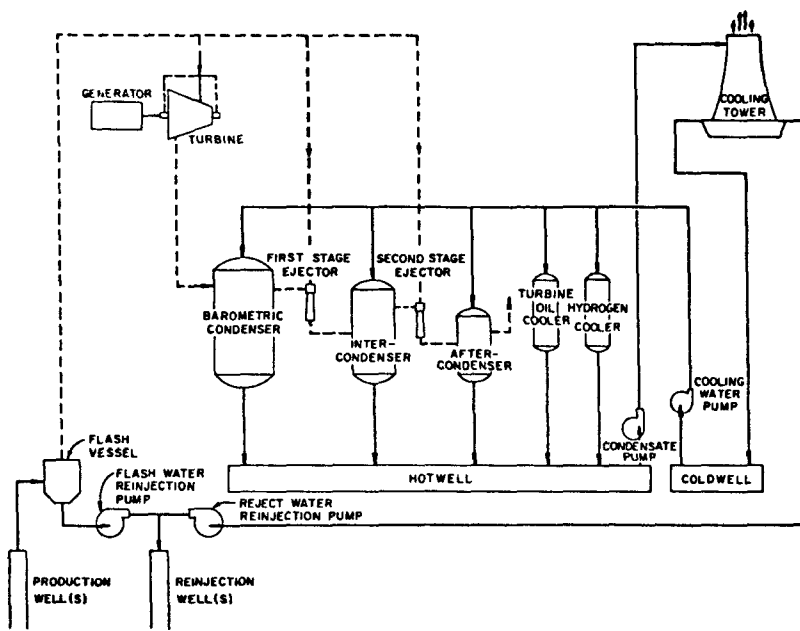 GENERATOR
TURBINE
COOLING
TOWER
FIRST STAGE
EJECTOR
SECOND STAGE
EJECTOR
BAROMETRIC
CONDENSER
INTER-
CONDENSER
AFTER-
CONDENSER
TURBINE
OIL
COOLER
HYDROGEN
COOLER
COOLING
WATER
PUMP
CONDENSATE
PUMP
HOTWELL
COLDWELL
FLASH
VESSEL
FLASH WATER
REINJECTION
PUMP
REJECT WATER
REINJECTION PUMP
PRODUCTION
WELL(S)
REINJECTION
WELL(S)